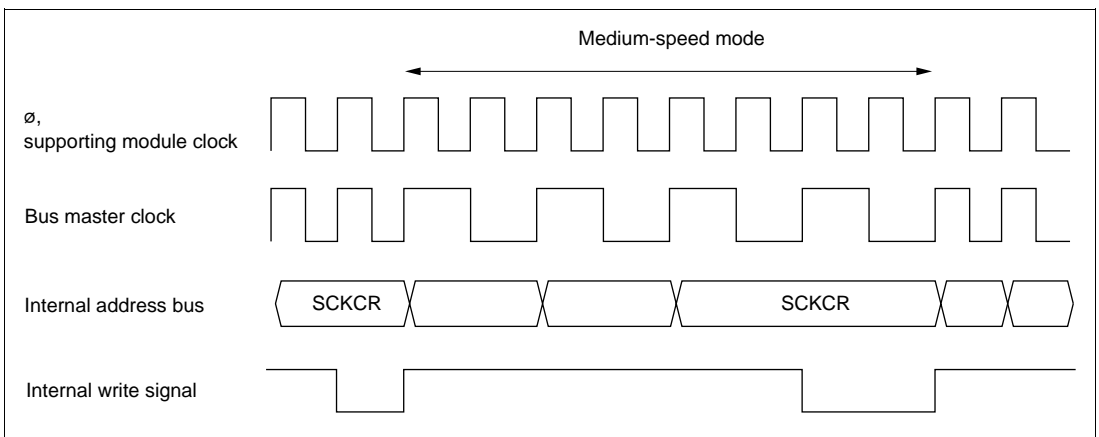 Medium-speed mode
ø,
supporting module clock
Bus master clock
Internal address bus
SCKCR
SCKCR
Internal write signal